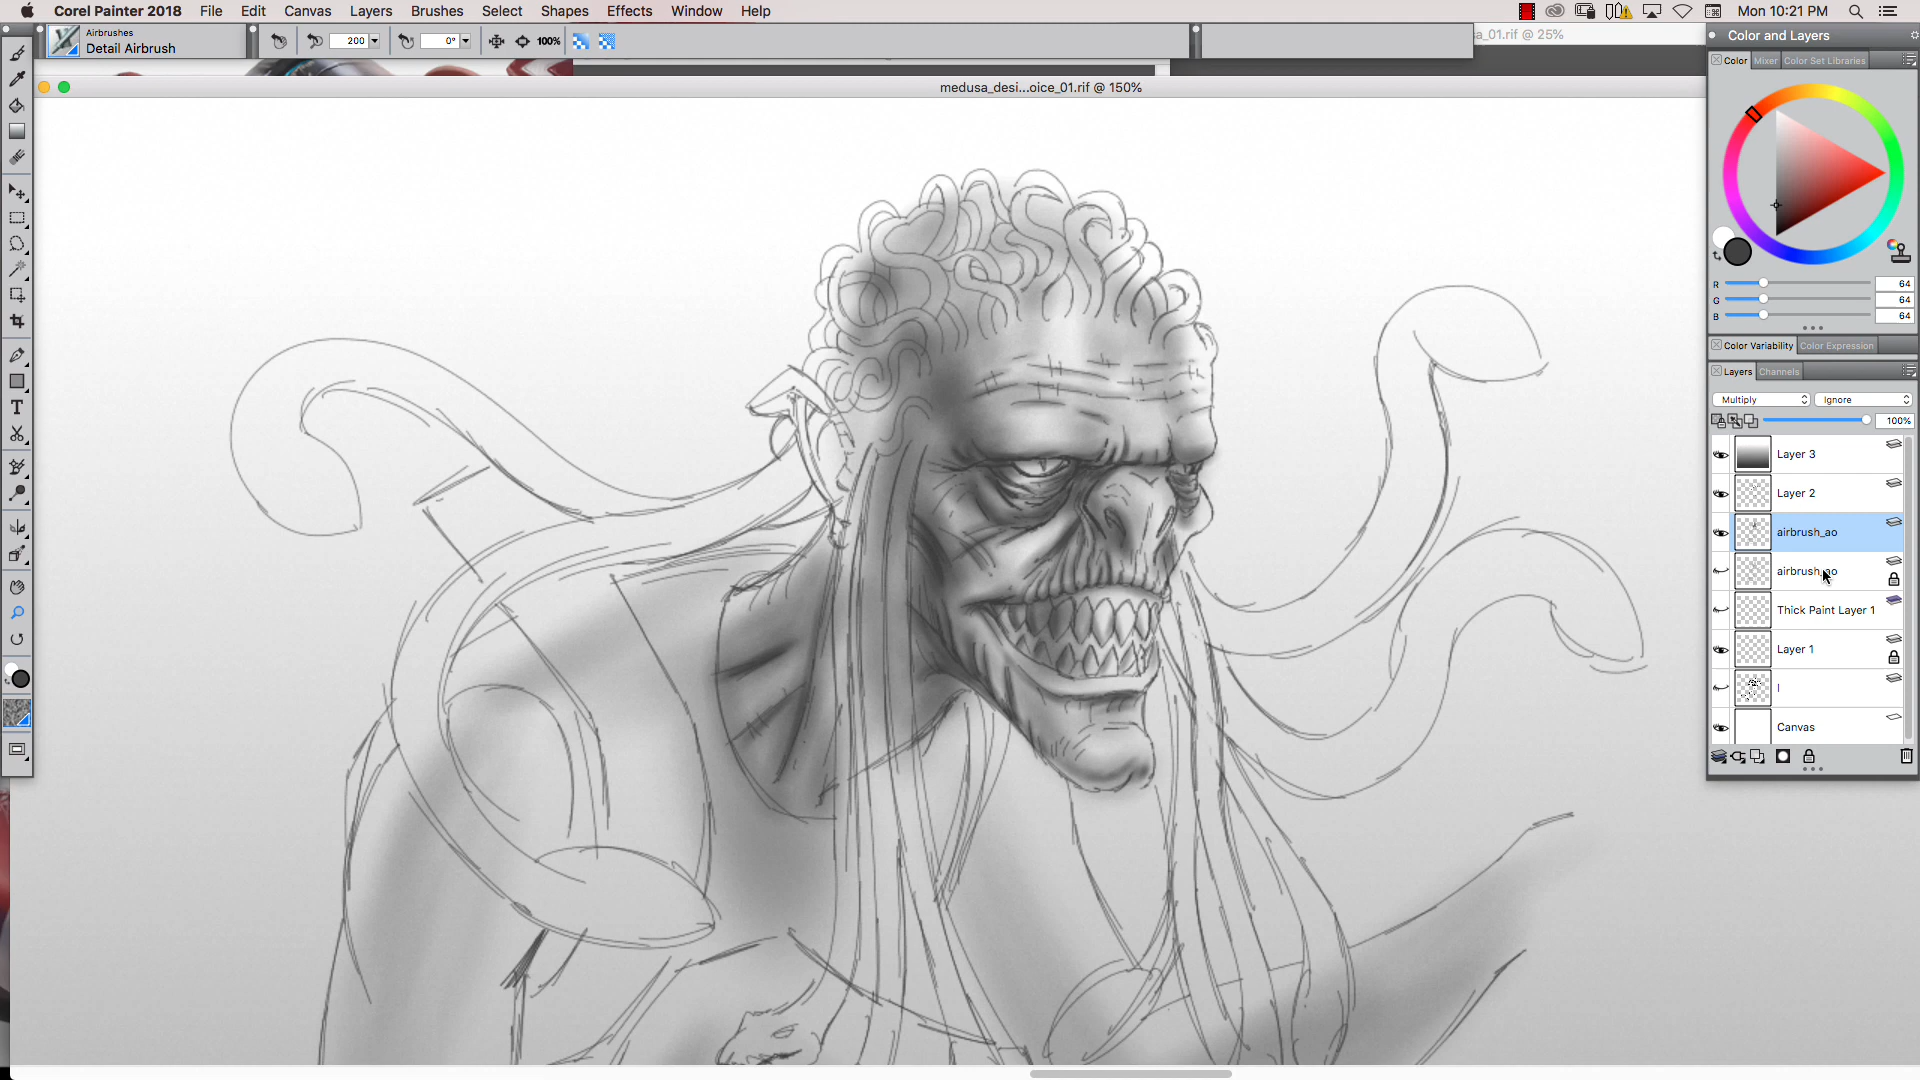 Corel Painter 2018 File Edit Canvas Layers Brushes Select Shapes Effects Window Help Mon 10:21 PM
Airbrushes
Detail Airbrush
200 0° 100%
sa_01.rif @ 25%
medusa_desi...oice_01.rif @ 150%
Color and Layers
Color Mixer Color Set Libraries
R 64
G 64
B 64
Color Variability Color Expression
Layers Channels
Multiply Ignore
100%
Layer 3
Layer 2
airbrush_ao
airbrush_ao
Thick Paint Layer 1
Layer 1
l
Canvas